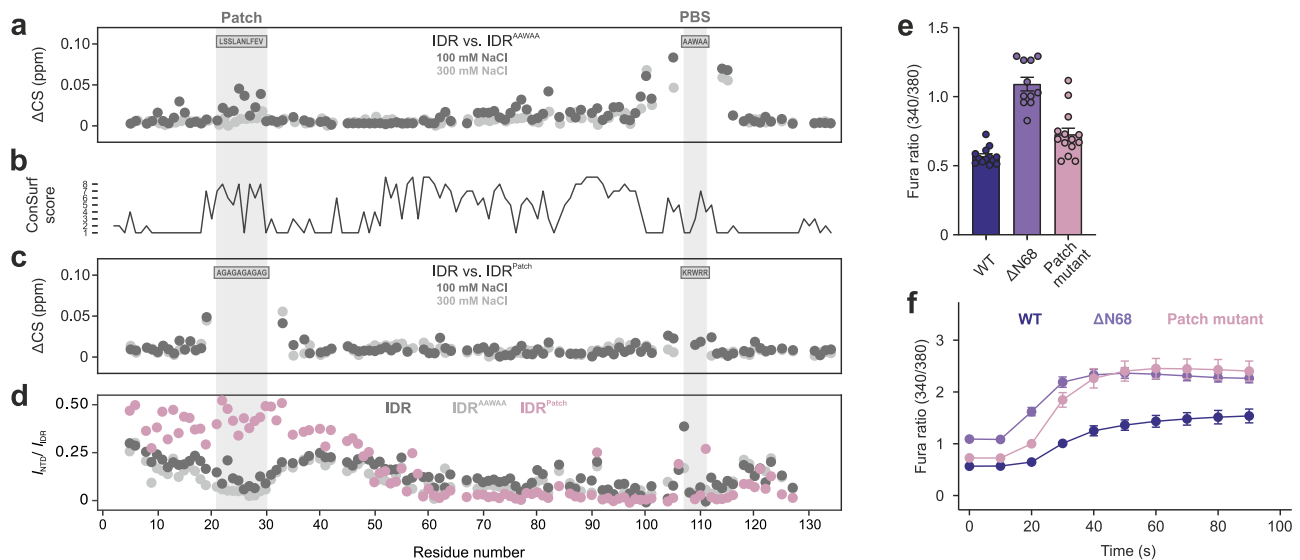 a
Patch
PBS
ΔCS (ppm)
0.10
0.05
0
LSSLANLFEV
IDR vs. IDR^AAWAA
100 mM NaCl
300 mM NaCl
AAWAA
b
ConSurf
score
c
ΔCS (ppm)
0.10
0.05
0
AGAGAGAGAG
IDR vs. IDR^Patch
100 mM NaCl
300 mM NaCl
KRWRR
d
I_NTD / I_IDR
0.50
0.25
0
IDR
IDR^AAWAA
IDR^Patch
0 10 20 30 40 50 60 70 80 90 100 110 120 130
Residue number
e
Fura ratio (340/380)
1.5
1.0
0.5
0
WT
ΔN68
Patch
mutant
f
WT
ΔN68
Patch mutant
Fura ratio (340/380)
3
2
1
0
0 20 40 60 80 100
Time (s)